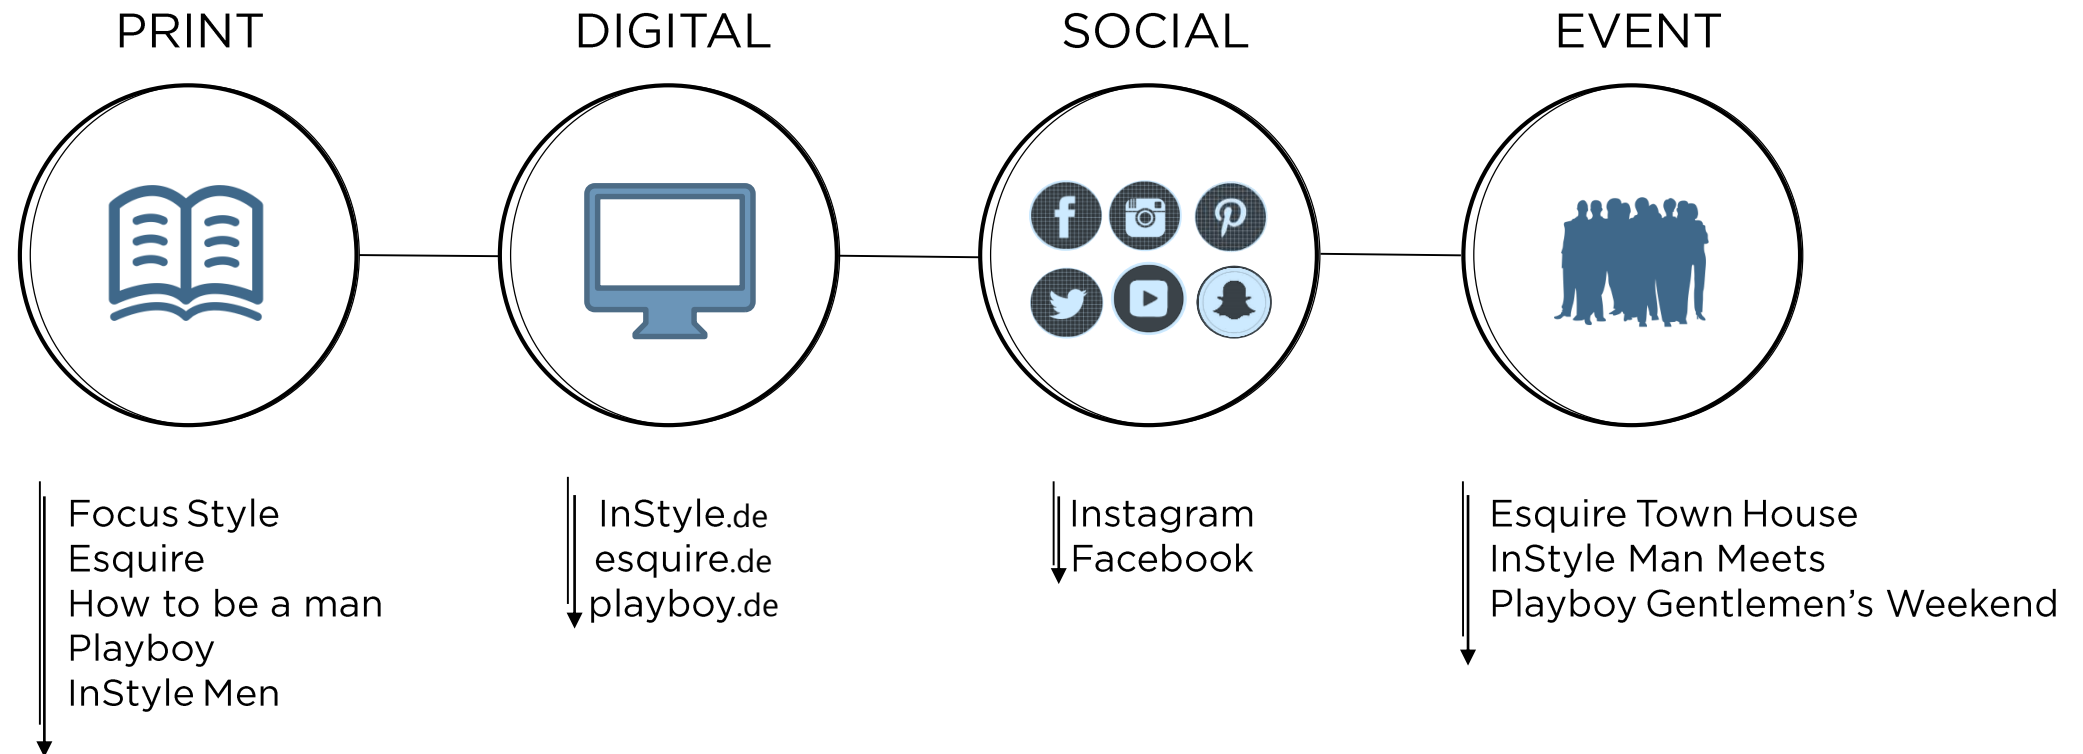 PRINT
DIGITAL
SOCIAL
EVENT
Focus Style
Esquire
How to be a man
Playboy
InStyle Men
InStyle.de
esquire.de
playboy.de
Instagram
Facebook
Esquire Town House
InStyle Man Meets
Playboy Gentlemen’s Weekend